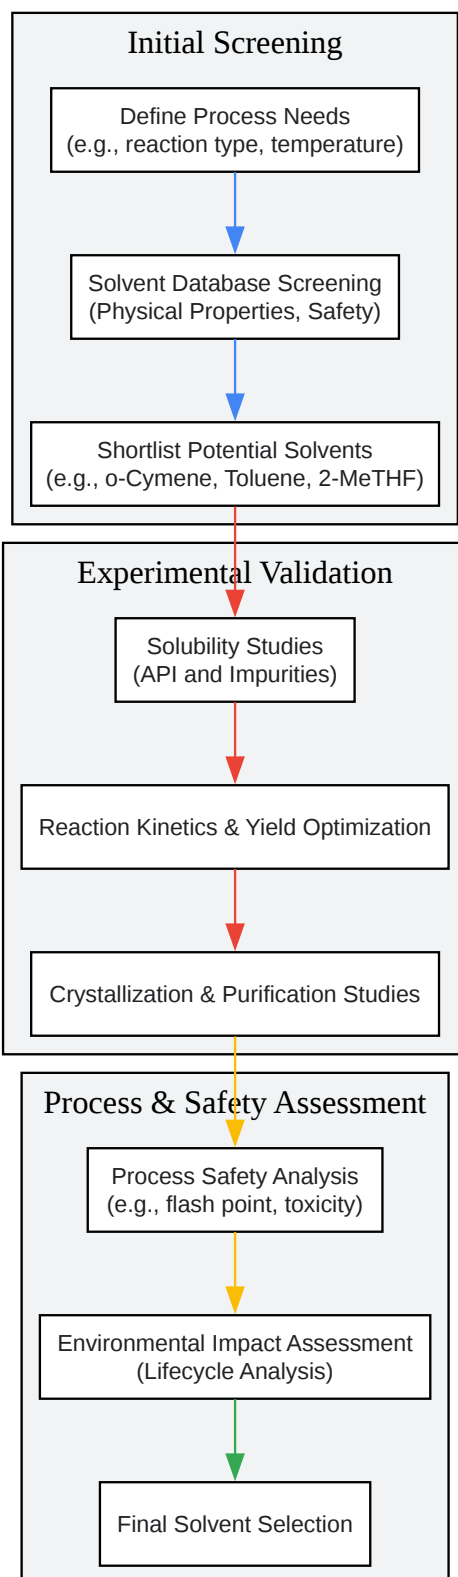 Initial Screening
Define Process Needs
(e.g., reaction type, temperature)
Solvent Database Screening
(Physical Properties, Safety)
Shortlist Potential Solvents
(e.g., o-Cymene, Toluene, 2-MeTHF)
Experimental Validation
Solubility Studies
(API and Impurities)
Reaction Kinetics & Yield Optimization
Crystallization & Purification Studies
Process & Safety Assessment
Process Safety Analysis
(e.g., flash point, toxicity)
Environmental Impact Assessment
(Lifecycle Analysis)
Final Solvent Selection